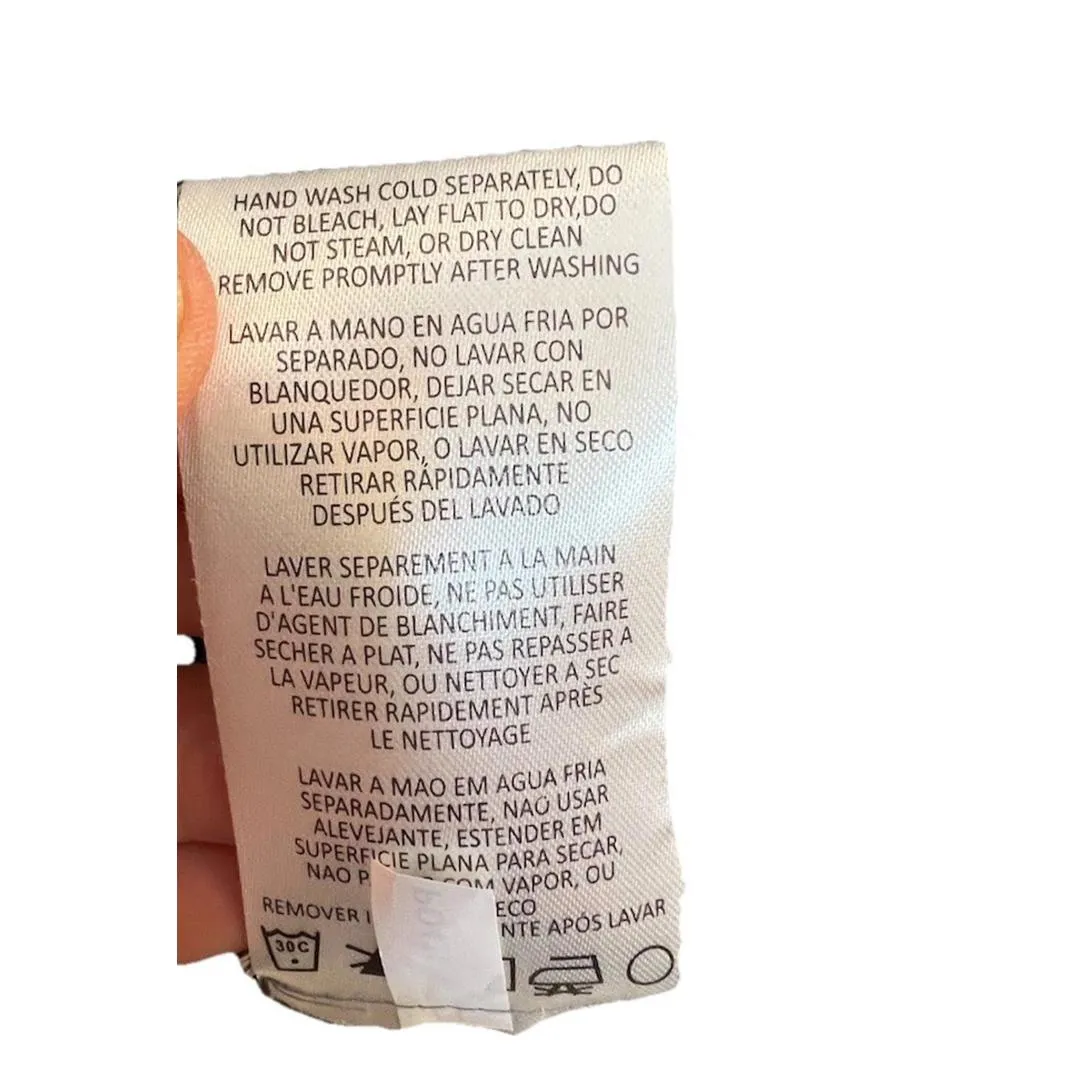 HAND WASH COLD SEPARATELY, DO
NOT BLEACH, LAY FLAT TO DRY,DO
NOT STEAM, OR DRY CLEAN
REMOVE PROMPTLY AFTER WASHING
LAVAR A MANO EN AGUA FRIA POR
SEPARADO, NO LAVAR CON
BLANQUEDOR, DEJAR SECAR EN
UNA SUPERFICIE PLANA, NO
UTILIZAR VAPOR, O LAVAR EN SECO
RETIRAR RÁPIDAMENTE
DESPUÉS DEL LAVADO
LAVER SEPAREMENT A LA MAIN
A L'EAU FROIDE, NE PAS UTILISER
D'AGENT DE BLANCHIMENT, FAIRE
SECHER A PLAT, NE PAS REPASSER A
LA VAPEUR, OU NETTOYER A SEC
RETIRER RAPIDEMENT APRÈS
LE NETTOYAGE
LAVAR A MAO EM AGUA FRIA
SEPARADAMENTE, NAO USAR
ALEVEJANTE, ESTENDER EM
SUPERFICIE PLANA PARA SECAR,
NAO COM VAPOR, OU
REMOVER
APÓS LAVAR
30C